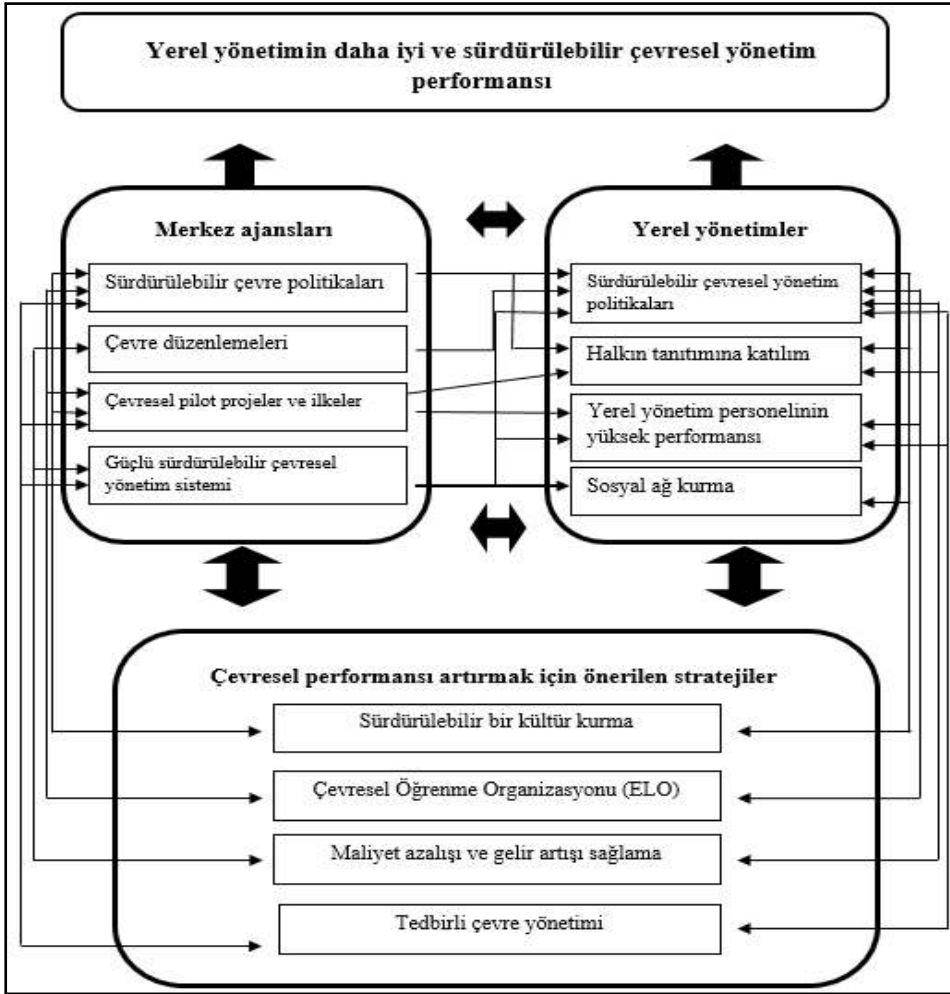 Yerel yönetimin daha iyi ve sürdürülebilir çevresel yönetim
performansı
Merkez ajansları
Sürdürülebilir çevre politikaları
Çevre düzenlemeleri
Çevresel pilot projeler ve ilkeler
Güçlü sürdürülebilir çevresel
yönetim sistemi
Yerel yönetimler
Sürdürülebilir çevresel yönetim
politikaları
Halkın tanıtımına katılım
Yerel yönetim personelinin
yüksek performansı
Sosyal ağ kurma
Çevresel performansı artırmak için önerilen stratejiler
Sürdürülebilir bir kültür kurma
Çevresel Öğrenme Organizasyonu (ELO)
Maliyet azalışı ve gelir artışı sağlama
Tedbirli çevre yönetimi